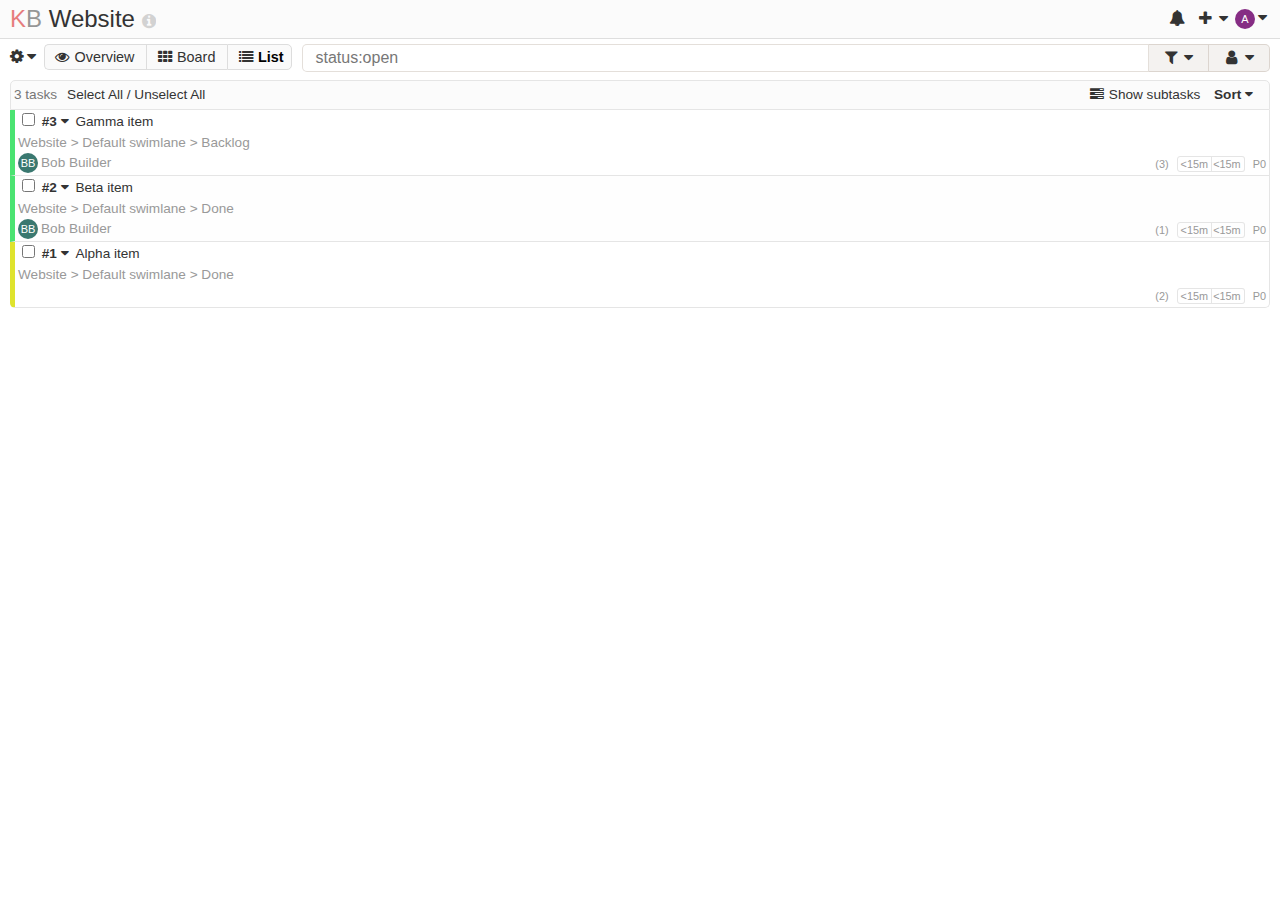 KB Website
A
Overview Board List status:open
3 tasks Select All / Unselect All Show subtasks Sort
#3 Gamma item
Website > Default swimlane > Backlog
BB Bob Builder (3) <15m <15m P0
#2 Beta item
Website > Default swimlane > Done
BB Bob Builder (1) <15m <15m P0
#1 Alpha item
Website > Default swimlane > Done
(2) <15m <15m P0